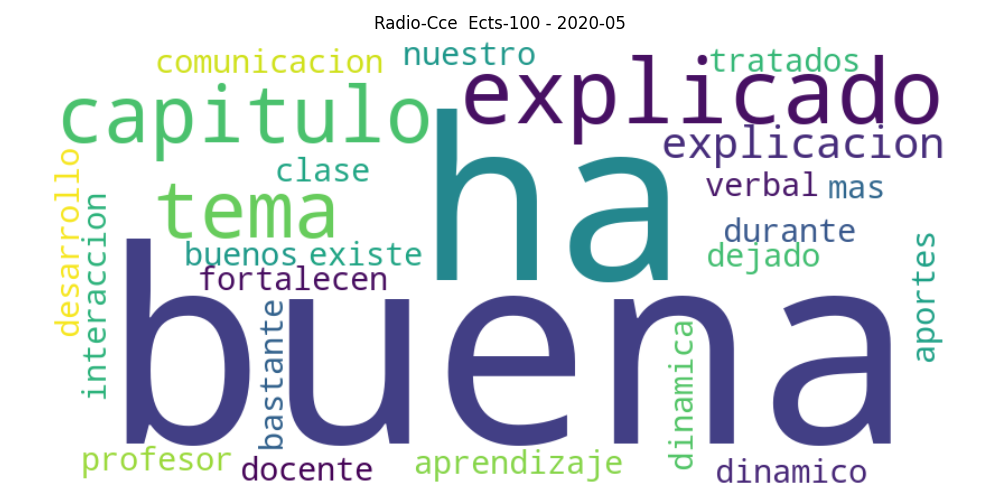 Radio-Cce  Ects-100 - 2020-05
comunicacion
nuestro
tratados
capitulo
explicado
explicacion
clase
ha
verbal
mas
tema
durante
desarrollo
interaccion
buenos
existe
dejado
fortalecen
aportes
buena
bastante
dinamica
profesor
docente
aprendizaje
dinamico